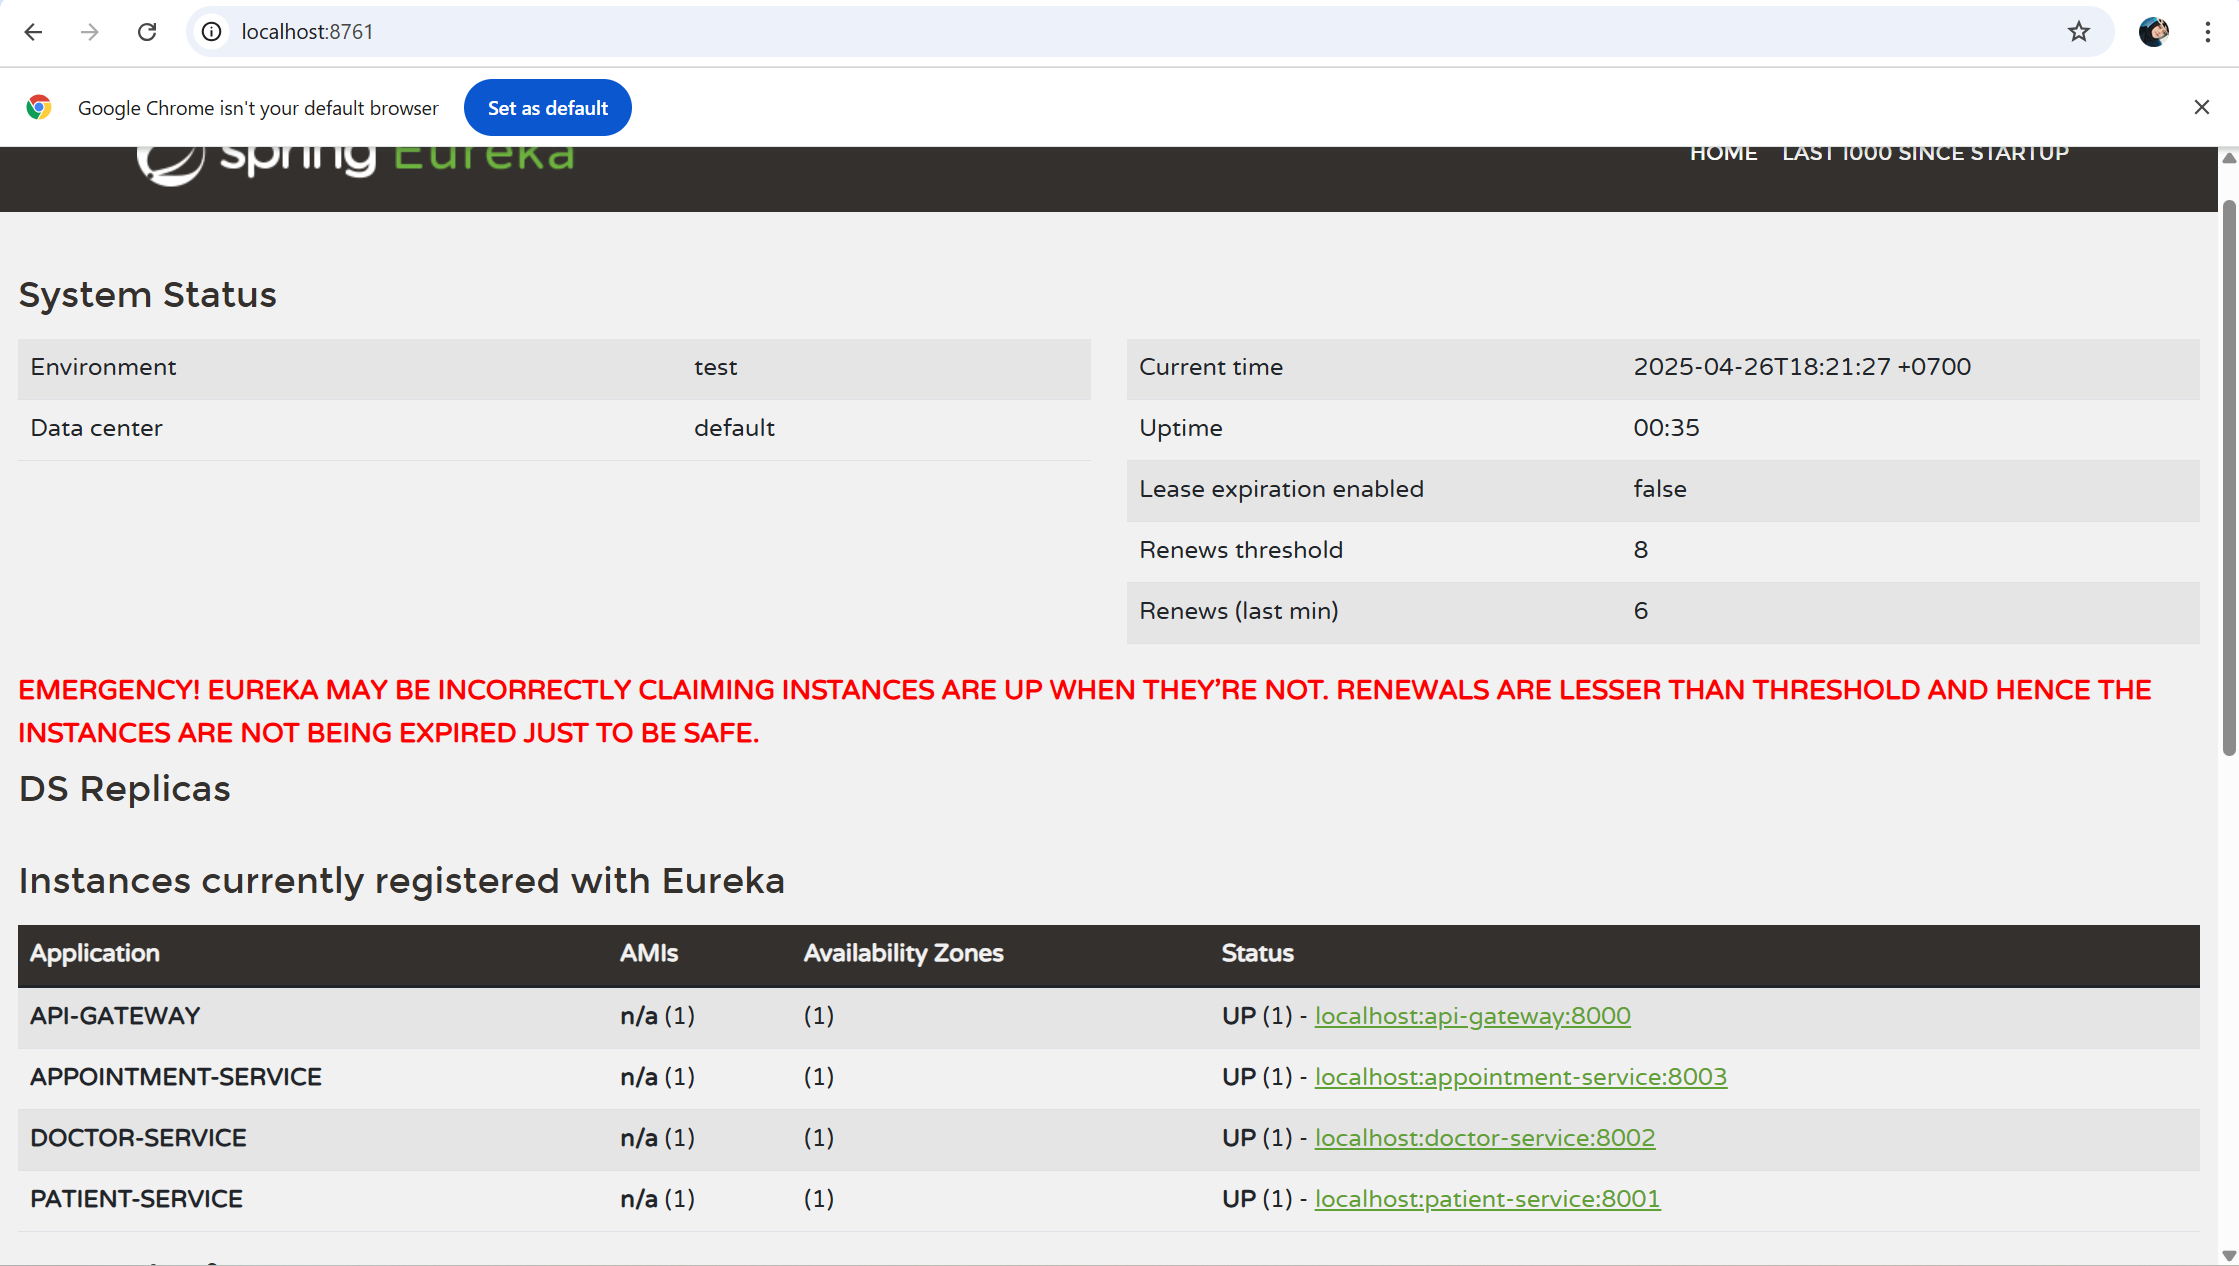 localhost:8761
Google Chrome isn't your default browser
Set as default
spring Eureka
HOME LAST 1000 SINCE STARTUP
System Status
Environment test
Data center default
Current time 2025-04-26T18:21:27 +0700
Uptime 00:35
Lease expiration enabled false
Renews threshold 8
Renews (last min) 6
EMERGENCY! EUREKA MAY BE INCORRECTLY CLAIMING INSTANCES ARE UP WHEN THEY'RE NOT. RENEWALS ARE LESSER THAN THRESHOLD AND HENCE THE
INSTANCES ARE NOT BEING EXPIRED JUST TO BE SAFE.
DS Replicas
Instances currently registered with Eureka
Application AMIs Availability Zones Status
API-GATEWAY n/a (1) (1) UP (1) - localhost:api-gateway:8000
APPOINTMENT-SERVICE n/a (1) (1) UP (1) - localhost:appointment-service:8003
DOCTOR-SERVICE n/a (1) (1) UP (1) - localhost:doctor-service:8002
PATIENT-SERVICE n/a (1) (1) UP (1) - localhost:patient-service:8001